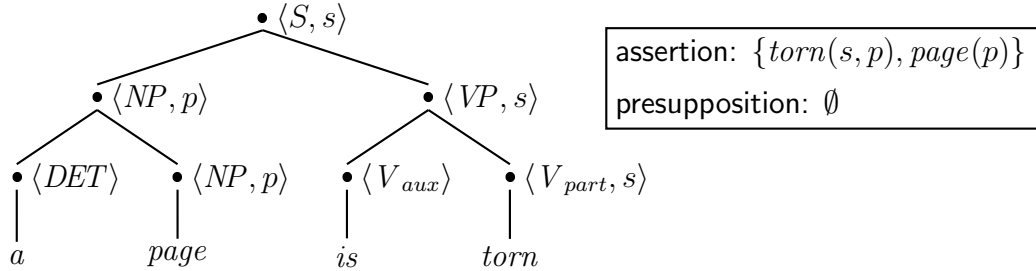 • ⟨S, s⟩
• ⟨NP, p⟩ • ⟨VP, s⟩
• ⟨DET⟩ • ⟨NP, p⟩ • ⟨V_aux⟩ • ⟨V_part, s⟩
a page is torn
assertion: {torn(s, p), page(p)}
presupposition: ∅